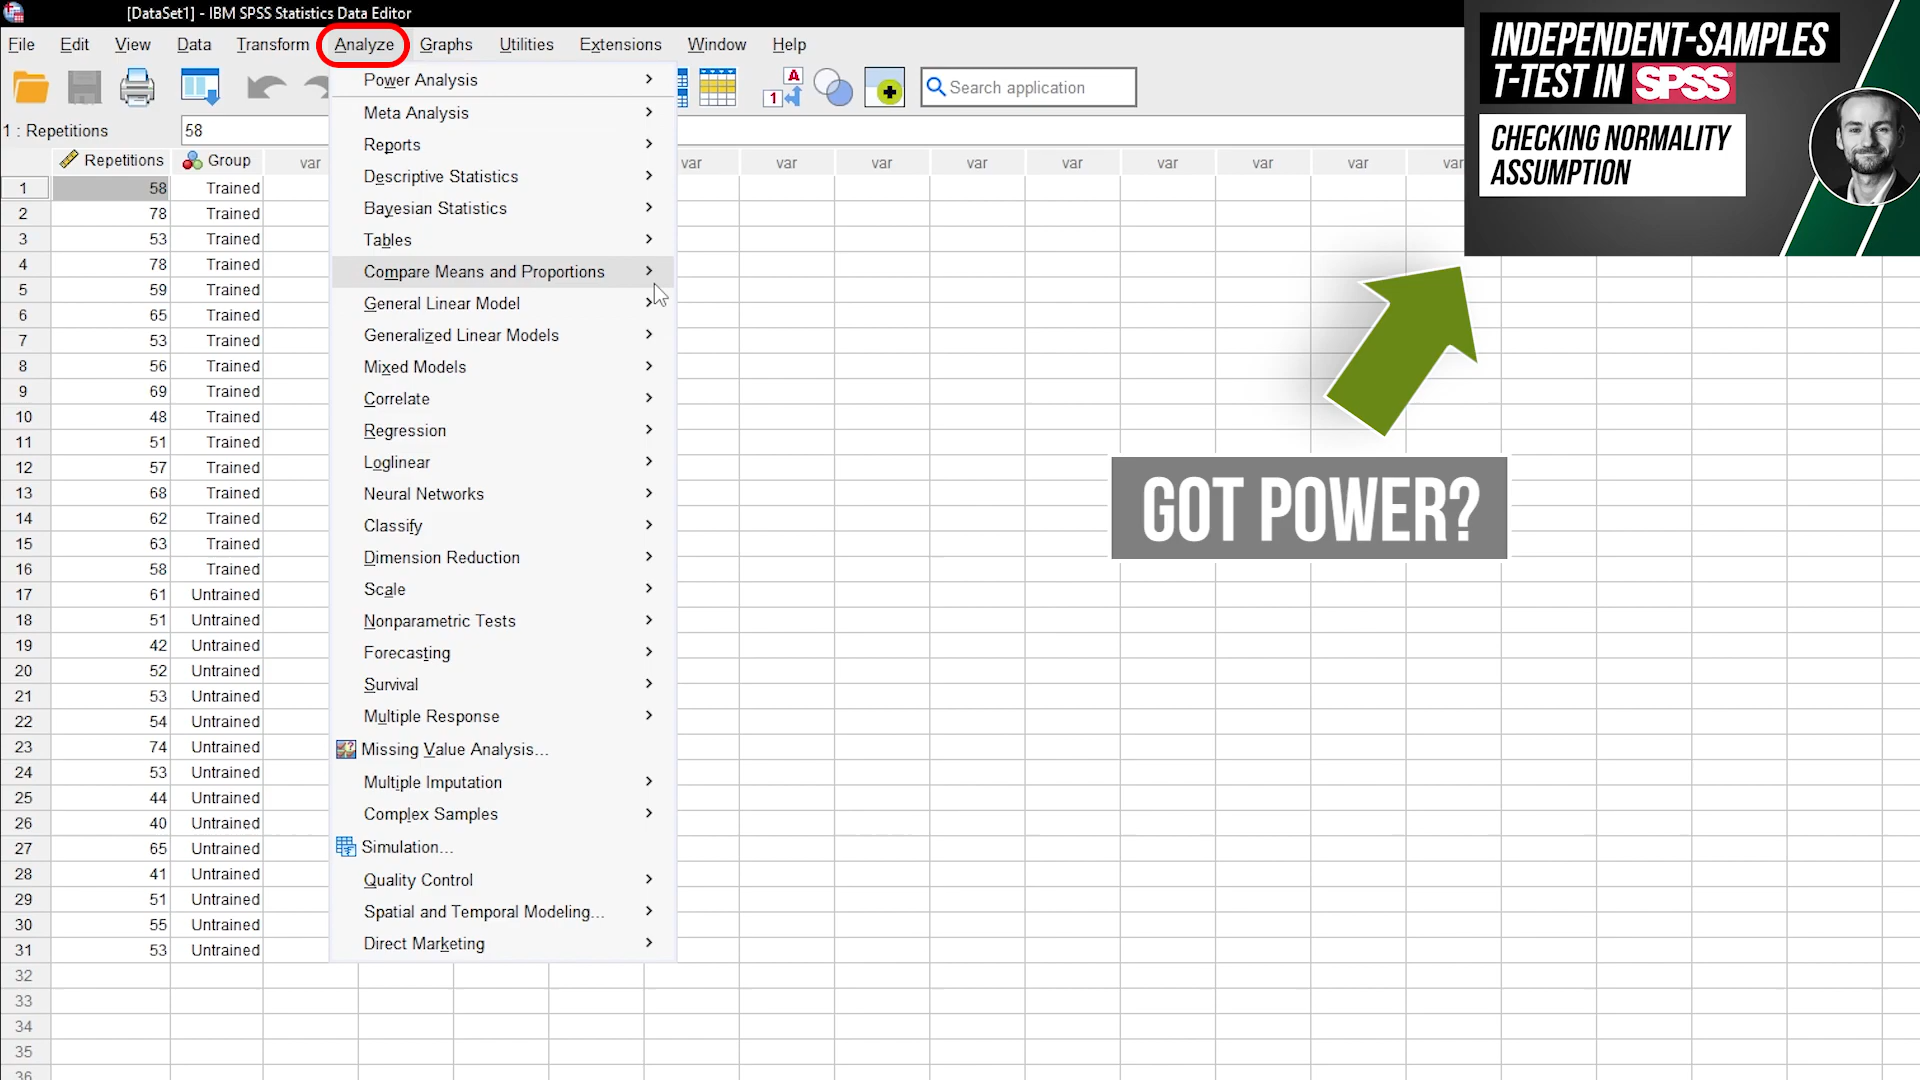 [DataSet1] - IBM SPSS Statistics Data Editor
File Edit View Data Transform Analyze Graphs Utilities Extensions Window Help
Search application
1 : Repetitions 58
Repetitions Group var var var var var var var var var var
1 58 Trained
2 78 Trained
3 53 Trained
4 78 Trained
5 59 Trained
6 65 Trained
7 53 Trained
8 56 Trained
9 69 Trained
10 48 Trained
11 51 Trained
12 57 Trained
13 68 Trained
14 62 Trained
15 63 Trained
16 58 Trained
17 61 Untrained
18 51 Untrained
19 42 Untrained
20 52 Untrained
21 53 Untrained
22 54 Untrained
23 74 Untrained
24 53 Untrained
25 44 Untrained
26 40 Untrained
27 65 Untrained
28 41 Untrained
29 51 Untrained
30 55 Untrained
31 53 Untrained
32
33
34
35
36
Power Analysis
Meta Analysis
Reports
Descriptive Statistics
Bayesian Statistics
Tables
Compare Means and Proportions
General Linear Model
Generalized Linear Models
Mixed Models
Correlate
Regression
Loglinear
Neural Networks
Classify
Dimension Reduction
Scale
Nonparametric Tests
Forecasting
Survival
Multiple Response
Missing Value Analysis...
Multiple Imputation
Complex Samples
Simulation...
Quality Control
Spatial and Temporal Modeling...
Direct Marketing
INDEPENDENT-SAMPLES
T-TEST IN SPSS
CHECKING NORMALITY
ASSUMPTION
GOT POWER?